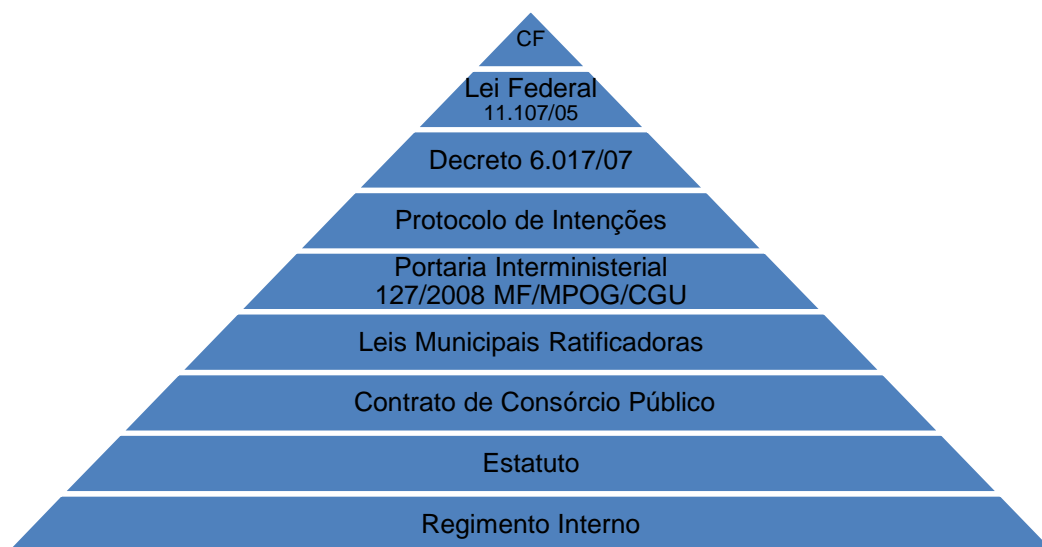 CF
Lei Federal
11.107/05
Decreto 6.017/07
Protocolo de Intenções
Portaria Interministerial
127/2008 MF/MPOG/CGU
Leis Municipais Ratificadoras
Contrato de Consórcio Público
Estatuto
Regimento Interno